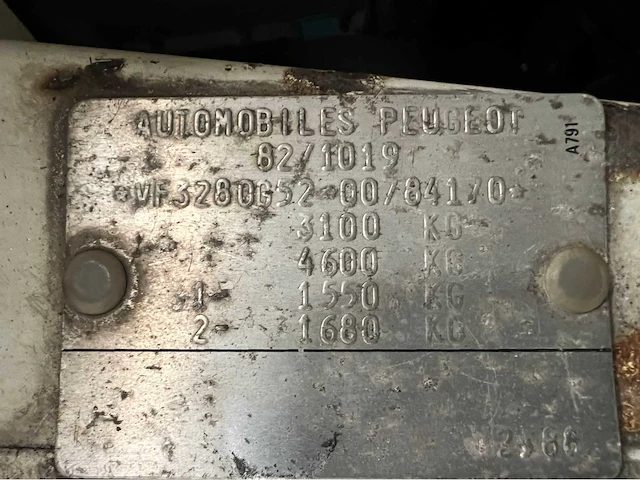 AUTOMOBILES PEUGEOT
A791
82/1019
3100 KG
4600 KG
1- 1550 KG
2- 1680 KG